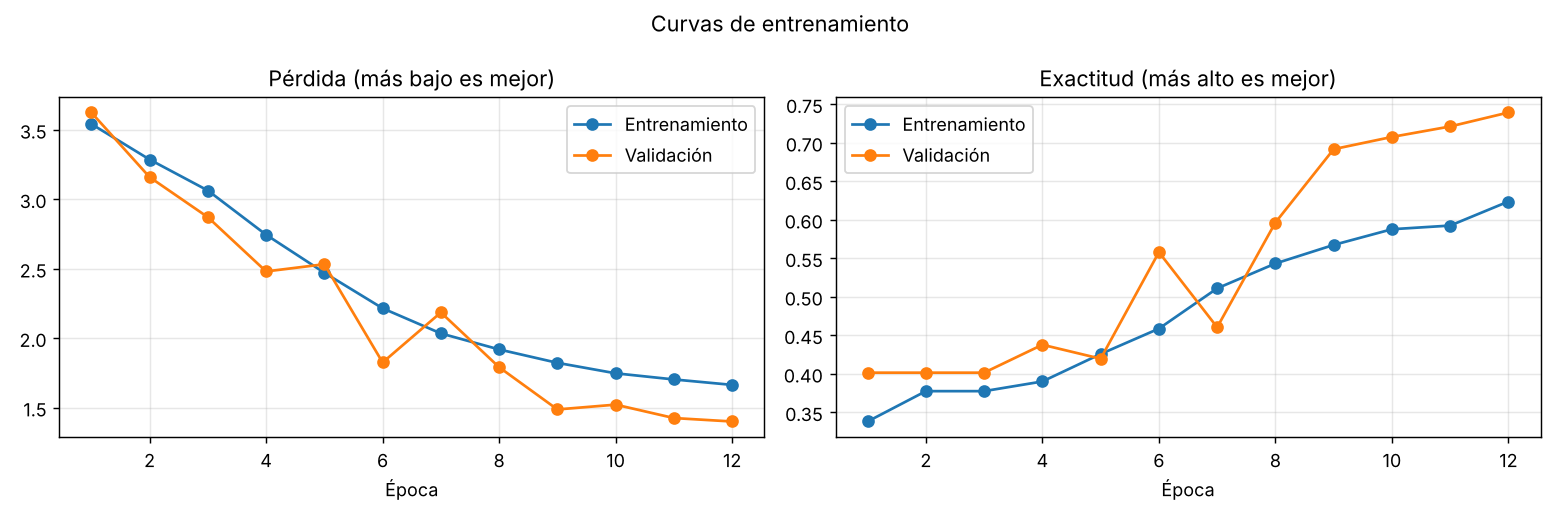 Curvas de entrenamiento
Pérdida (más bajo es mejor)
Entrenamiento
Validación
3.5
3.0
2.5
2.0
1.5
2 4 6 8 10 12
Época
Exactitud (más alto es mejor)
Entrenamiento
Validación
0.75
0.70
0.65
0.60
0.55
0.50
0.45
0.40
0.35
2 4 6 8 10 12
Época